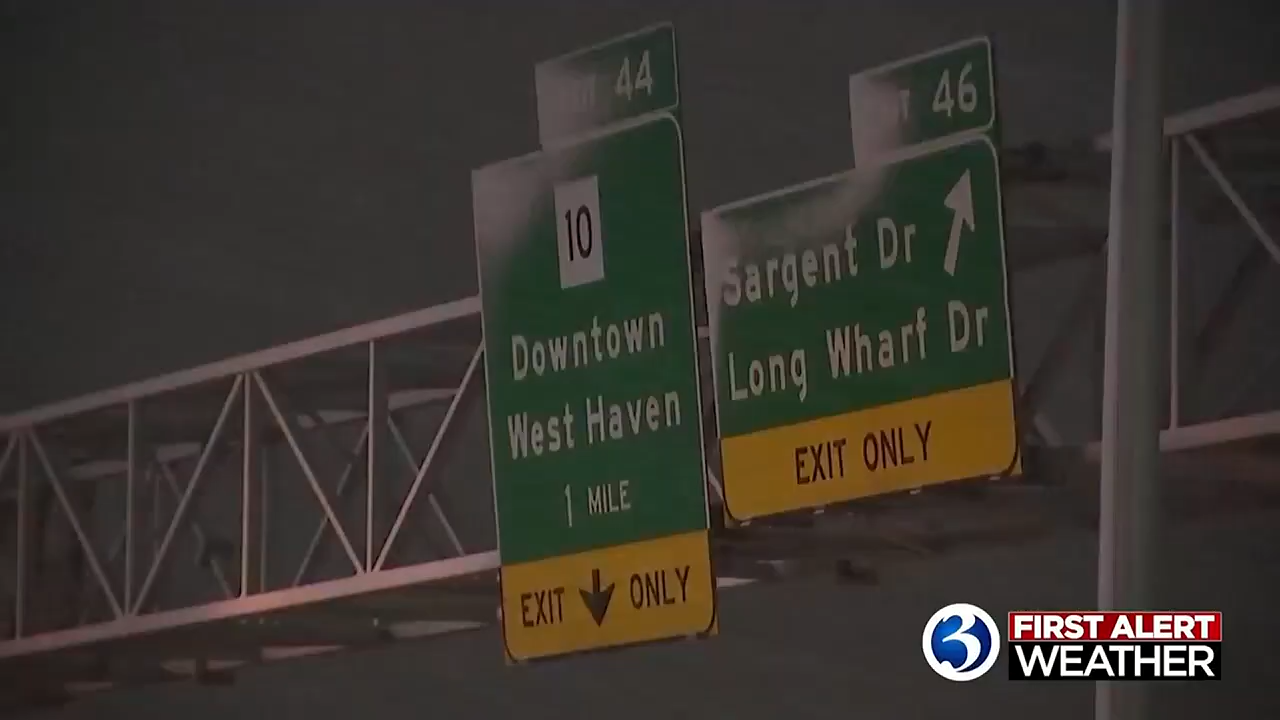 44
10
Downtown
West Haven
1 MILE
EXIT ONLY
46
Sargent Dr
Long Wharf Dr
EXIT ONLY
3 FIRST ALERT
WEATHER